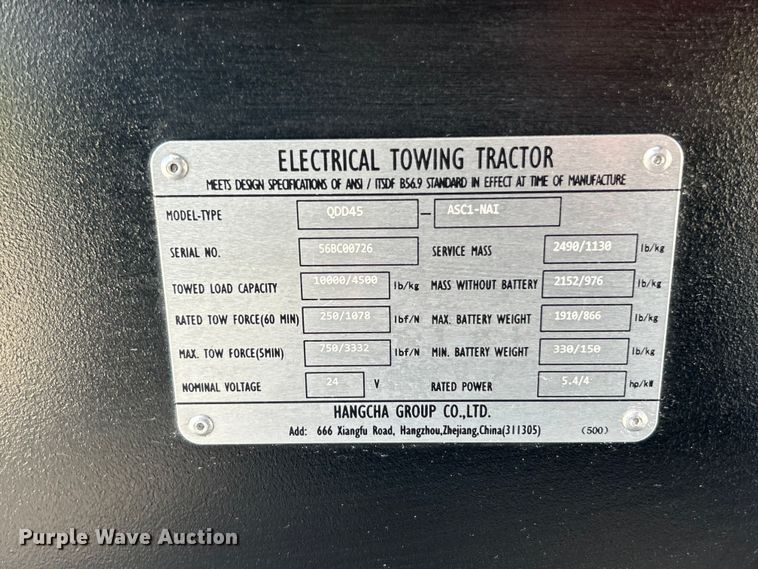 ELECTRICAL TOWING TRACTOR
MEETS DESIGN SPECIFICATIONS OF ANSI / ITSDF B56.9 STANDARD IN EFFECT AT TIME OF MANUFACTURE
MODEL-TYPE QDD45 – ASC1-NAI
SERIAL NO. 568C00726 SERVICE MASS 2490/1130 lb/kg
TOWED LOAD CAPACITY 10000/4500 lb/kg MASS WITHOUT BATTERY 2152/976 lb/kg
RATED TOW FORCE(60 MIN) 250/1078 lbf/N MAX. BATTERY WEIGHT 1910/866 lb/kg
MAX. TOW FORCE(5MIN) 750/3332 lbf/N MIN. BATTERY WEIGHT 330/150 lb/kg
NOMINAL VOLTAGE 24 V RATED POWER 5.4/4 hp/kW
HANGCHA GROUP CO.,LTD.
Add: 666 Xiangfu Road, Hangzhou,Zhejiang,China(311305) (500)
Purple Wave Auction